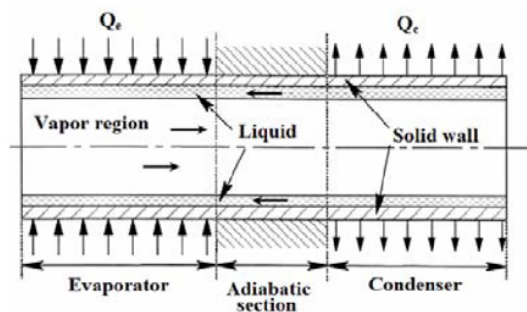 Qe
Qc
Vapor region
Liquid
Solid wall
Evaporator
Adiabatic
section
Condenser